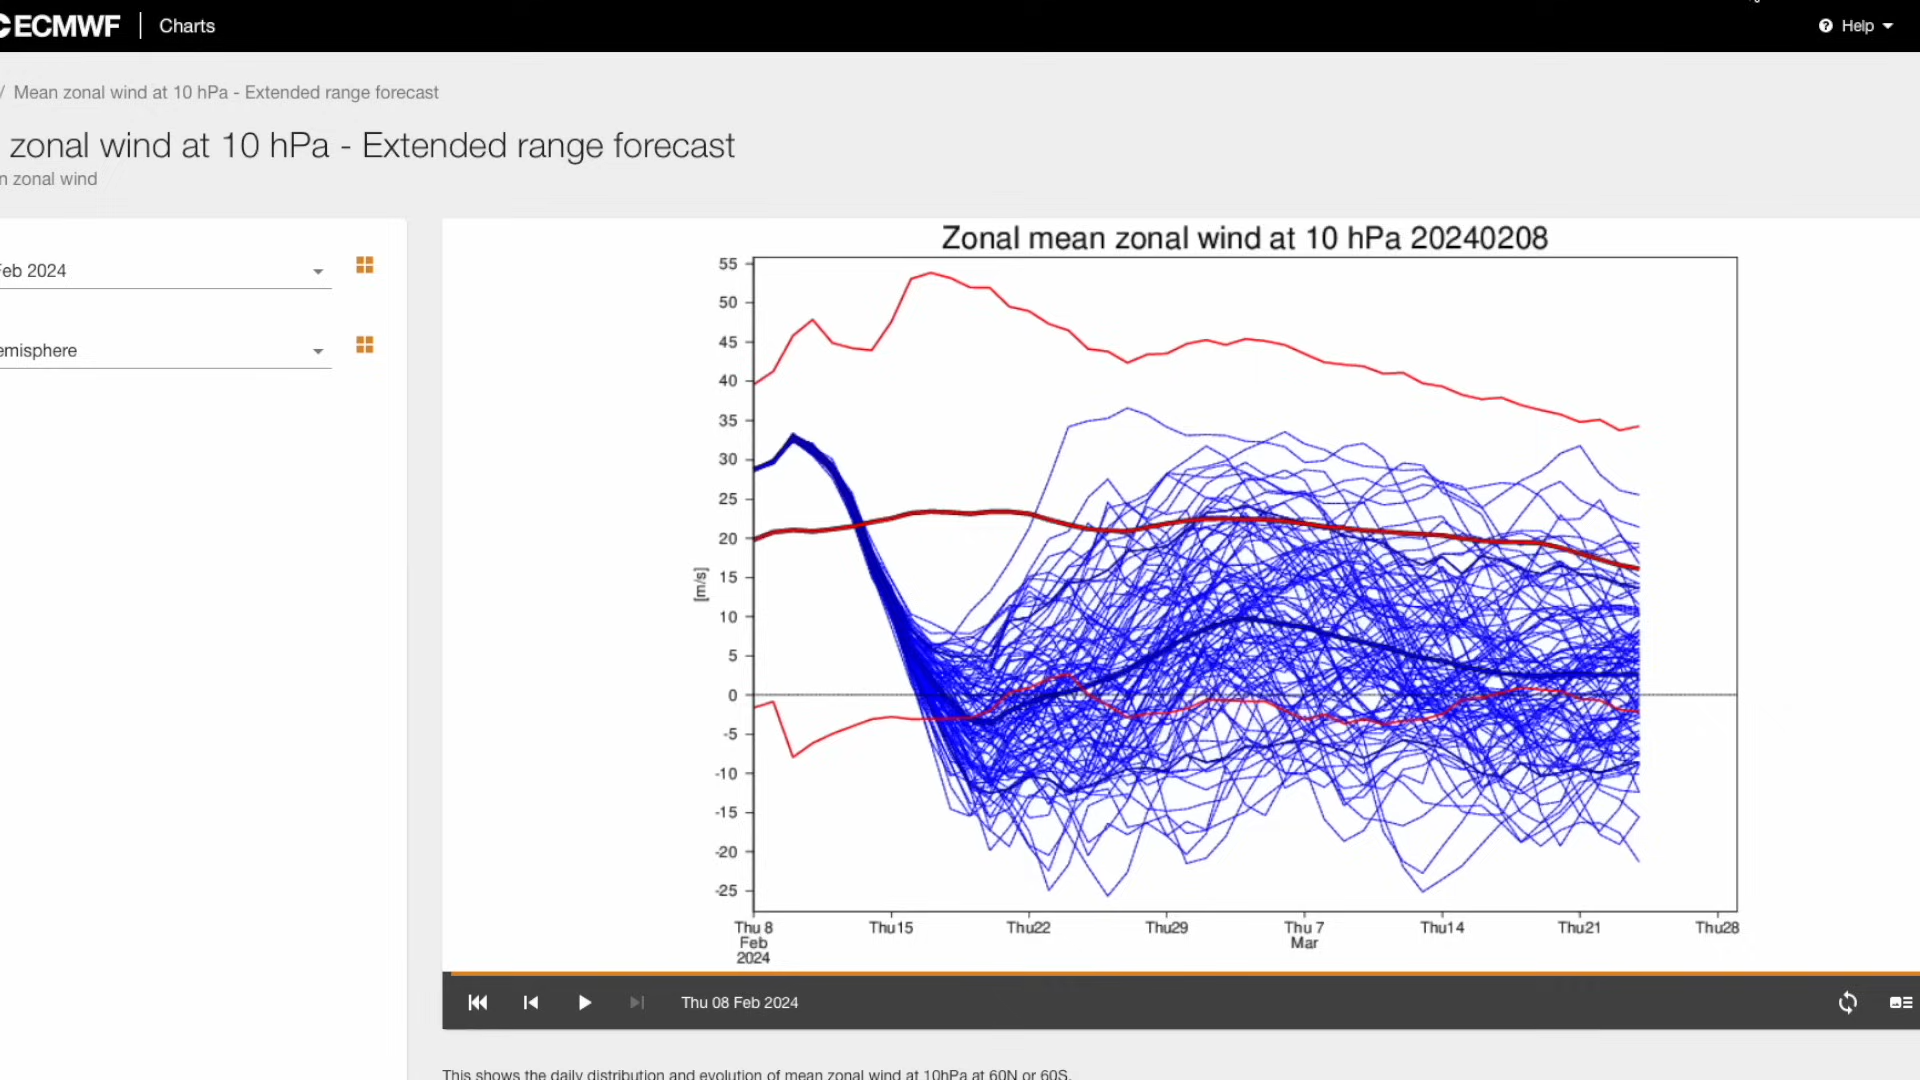 ECMWF | Charts
Help
/ Mean zonal wind at 10 hPa - Extended range forecast
zonal wind at 10 hPa - Extended range forecast
n zonal wind
Feb 2024
emisphere
Zonal mean zonal wind at 10 hPa 20240208
55
50
45
40
35
30
25
20
15
10
5
0
-5
-10
-15
-20
-25
[m/s]
Thu 8 Thu15 Thu22 Thu29 Thu 7 Thu14 Thu21 Thu28
Feb Mar
2024
Thu 08 Feb 2024
This shows the daily distribution and evolution of mean zonal wind at 10hPa at 60N or 60S.